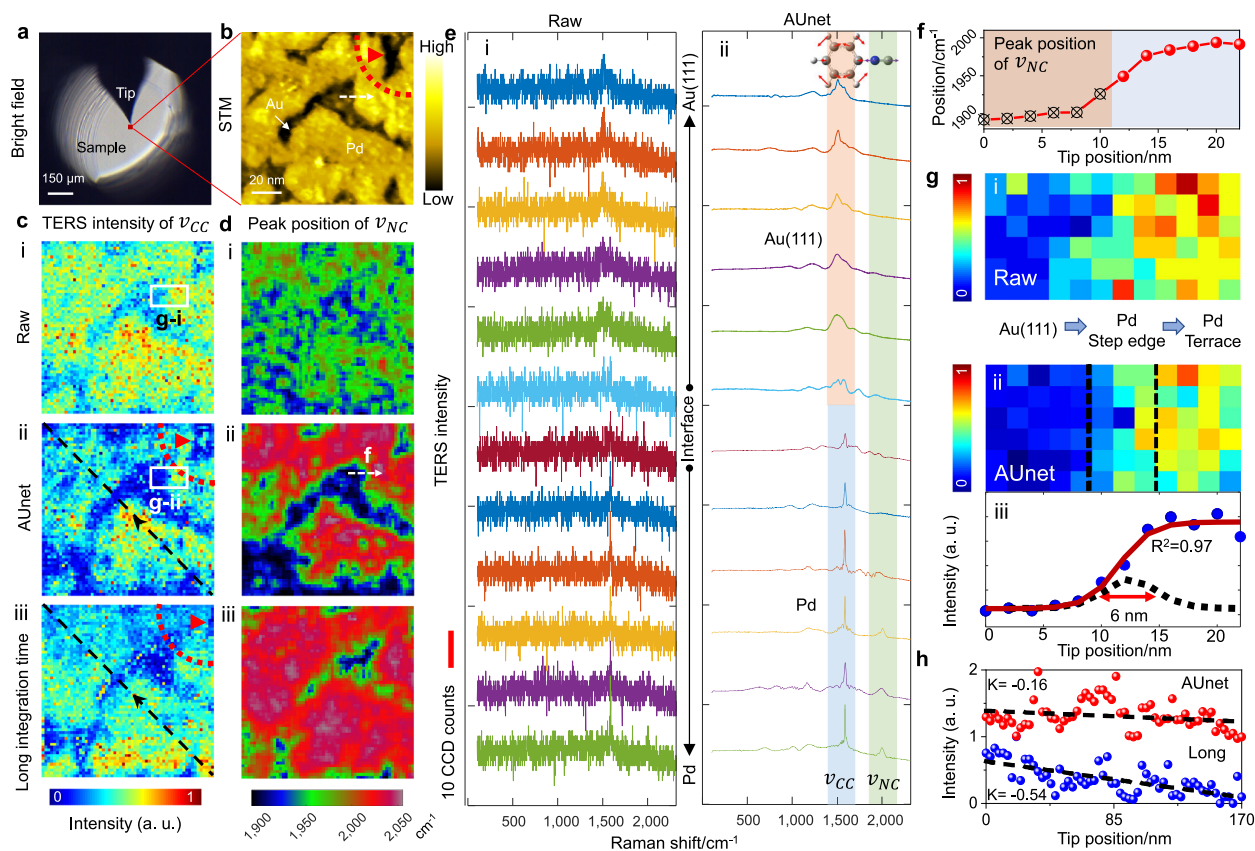 a
Bright field
Tip
Sample
150 µm
b
STM
Au
Pd
20 nm
High
Low
c
TERS intensity of νCC
i
Raw
g-i
ii
AUnet
g-ii
iii
Long integration time
0
1
Intensity (a. u.)
d
Peak position of νNC
i
ii
f
iii
1,900
1,950
2,000
2,050
cm⁻¹
e
Raw
AUnet
i
ii
TERS intensity
10 CCD counts
Au(111)
Interface
Pd
Au(111)
Pd
νCC
νNC
500
1,000
1,500
2,000
500
1,000
1,500
2,000
Raman shift/cm⁻¹
f
Peak position
of νNC
Position/cm⁻¹
2000
1950
1900
0
5
10
15
20
Tip position/nm
g
i
1
0
Raw
Au(111)
Pd
Step edge
Pd
Terrace
ii
1
0
AUnet
iii
Intensity (a. u.)
R²=0.97
6 nm
0
5
10
15
20
Tip position/nm
h
Intensity (a. u.)
2
1
0
K= -0.16
AUnet
Long
K= -0.54
0
85
170
Tip position/nm